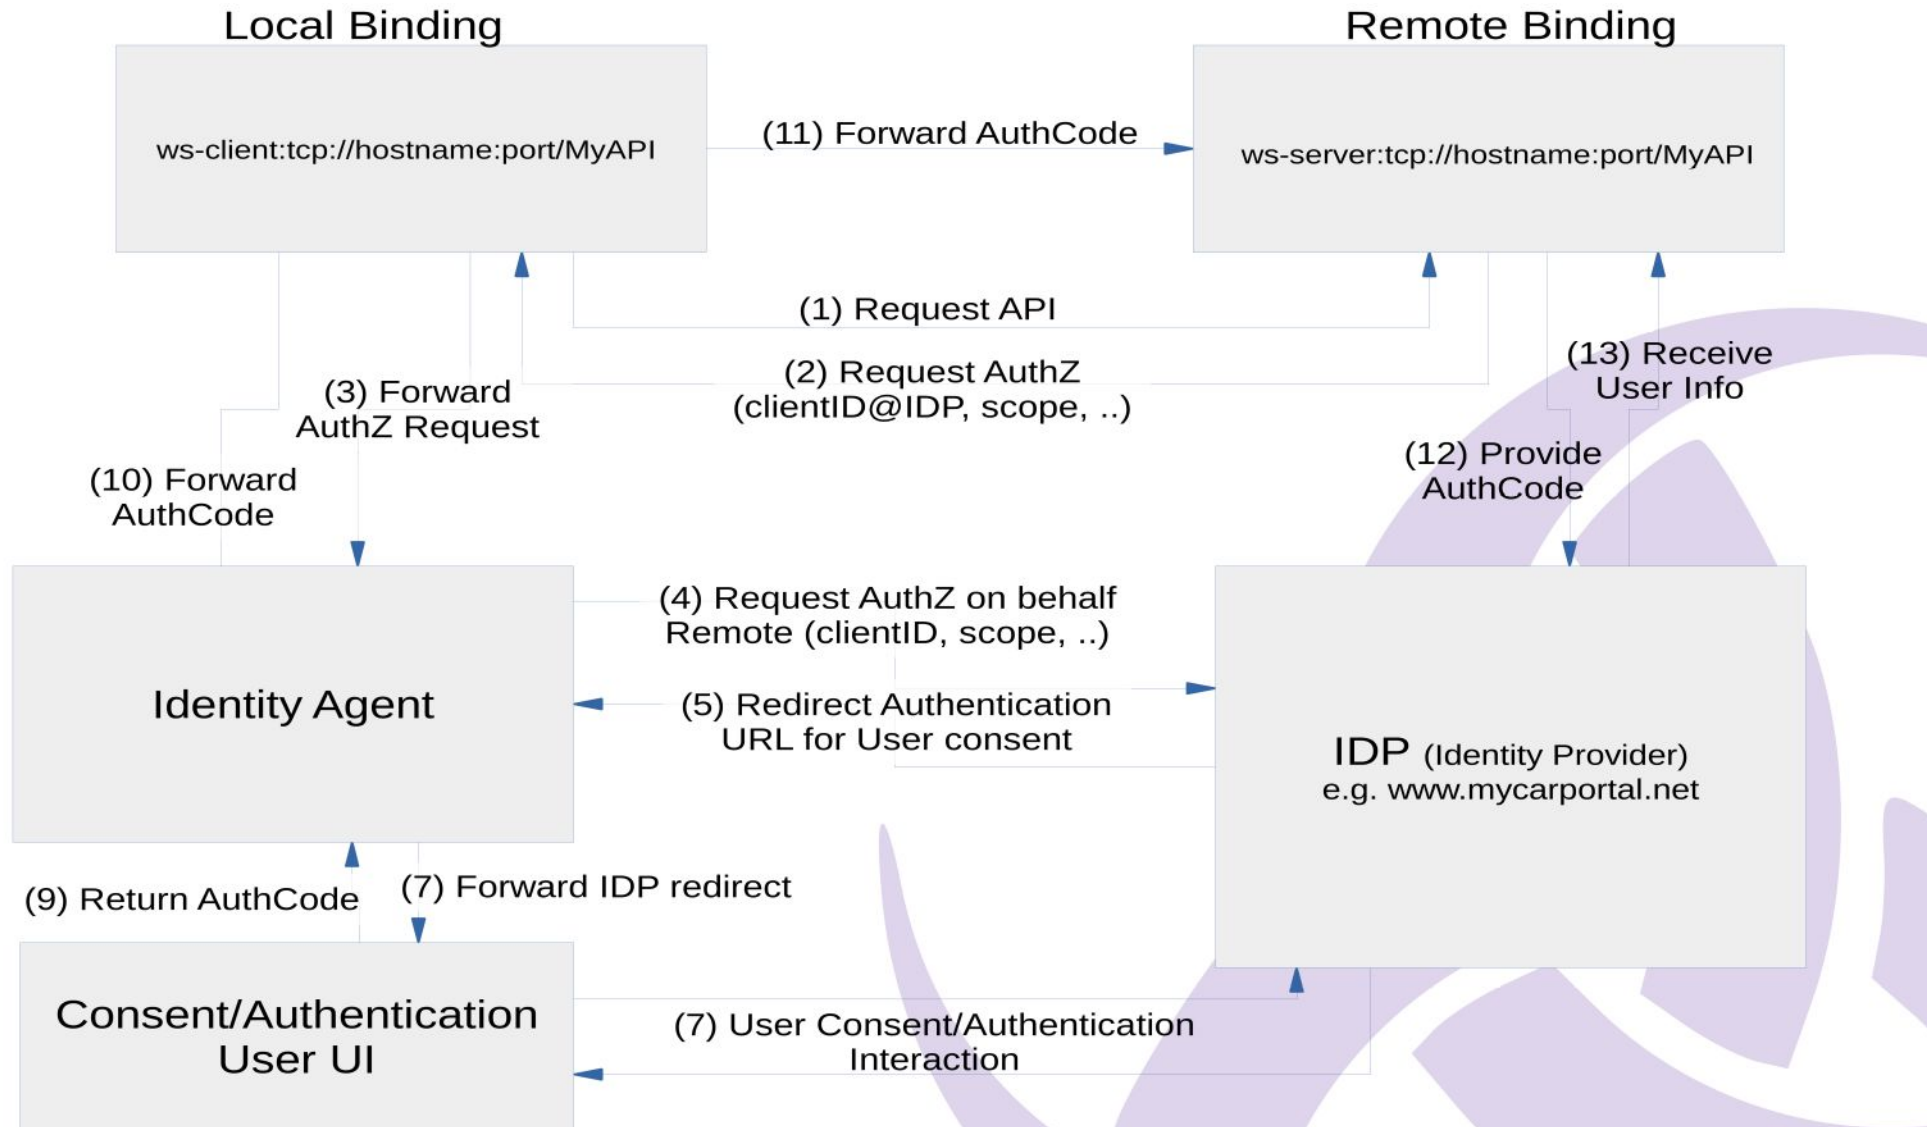 Local Binding
Remote Binding
ws-client:tcp://hostname:port/MyAPI
(11) Forward AuthCode
ws-server:tcp://hostname:port/MyAPI
(1) Request API
(2) Request AuthZ
(clientID@IDP, scope, ..)
(3) Forward
AuthZ Request
(13) Receive
User Info
(10) Forward
AuthCode
(12) Provide
AuthCode
(4) Request AuthZ on behalf
Remote (clientID, scope, ..)
Identity Agent
(5) Redirect Authentication
URL for User consent
IDP (Identity Provider)
e.g. www.mycarportal.net
(9) Return AuthCode
(7) Forward IDP redirect
Consent/Authentication
User UI
(7) User Consent/Authentication
Interaction